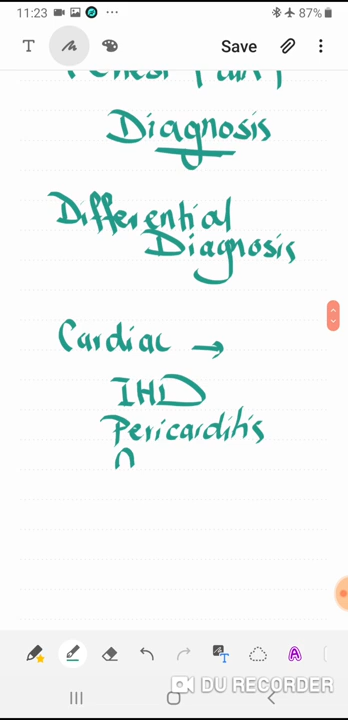 11:23
87%
Save
Diagnosis
Differential
Diagnosis
Cardiac →
IHD
Pericarditis
DU RECORDER